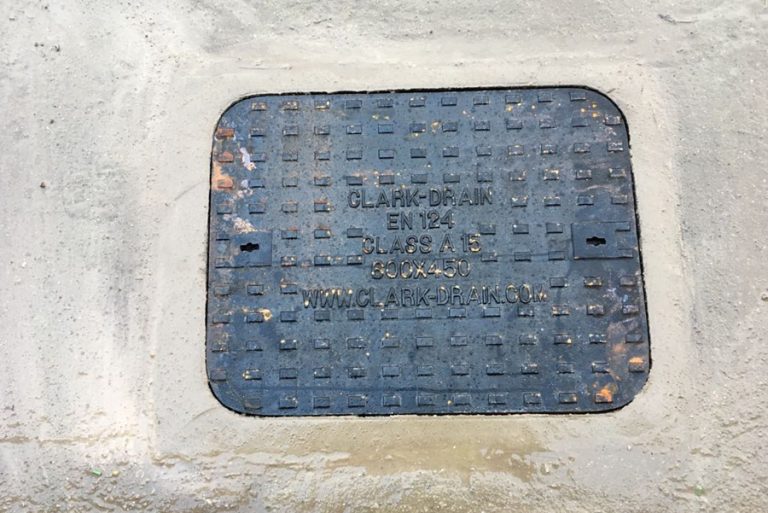 CLARK-DRAIN
EN 124
CLASS A 15
600X450
WWW.CLARK-DRAIN.COM